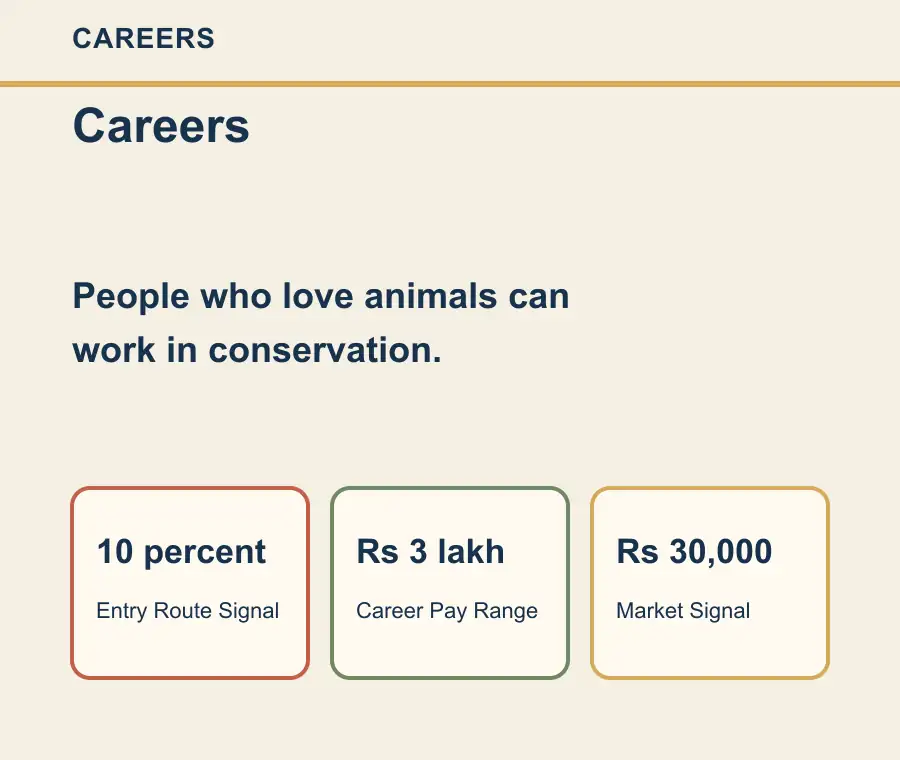 CAREERS
Careers
People who love animals can
work in conservation.
10 percent
Entry Route Signal
Rs 3 lakh
Career Pay Range
Rs 30,000
Market Signal